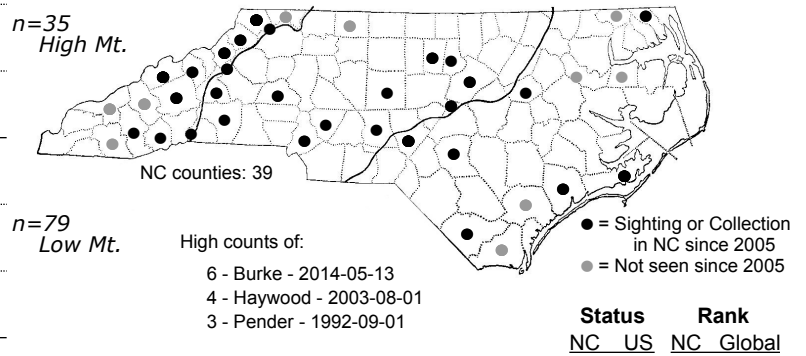 n=35
High Mt.
NC counties: 39
n=79
Low Mt.
High counts of:
6 - Burke - 2014-05-13
4 - Haywood - 2003-08-01
3 - Pender - 1992-09-01
= Sighting or Collection
in NC since 2005
= Not seen since 2005
Status Rank
NC US NC Global